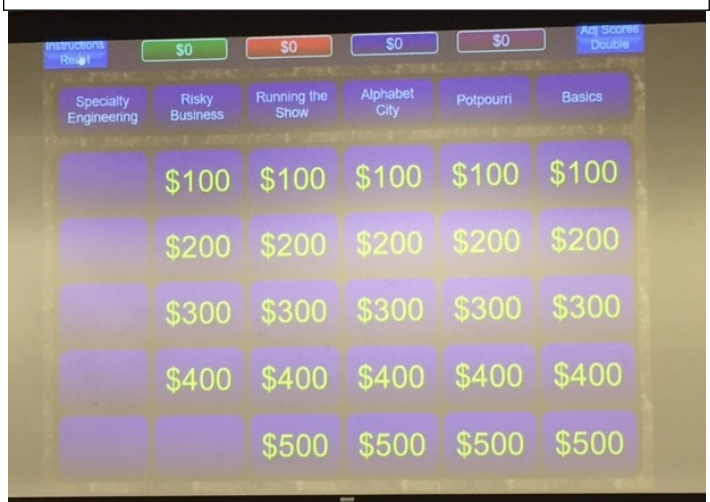 Instructions
Reset
$0
$0
$0
$0
Adj Scores
Double
Specialty
Engineering
Risky
Business
Running the
Show
Alphabet
City
Potpourri
Basics
$100 $100 $100 $100 $100
$200 $200 $200 $200 $200
$300 $300 $300 $300 $300
$400 $400 $400 $400 $400
$500 $500 $500 $500